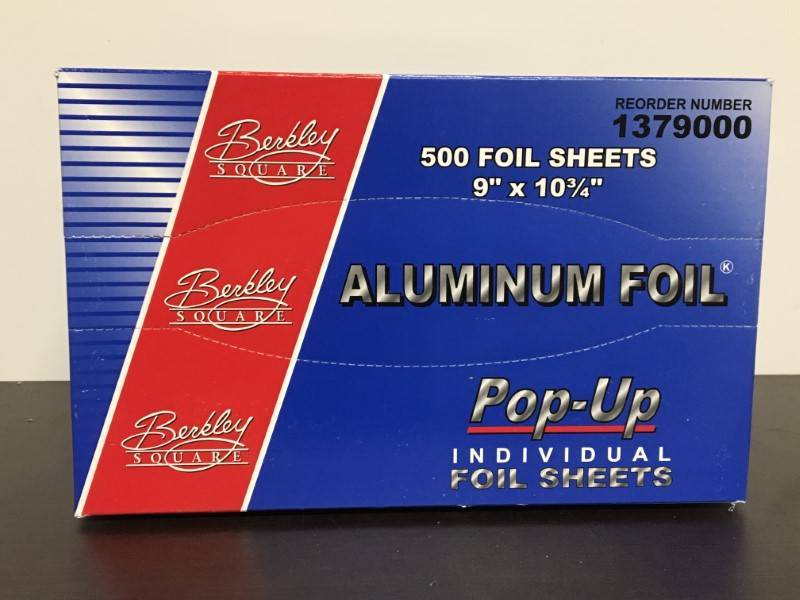 REORDER NUMBER
1379000
500 FOIL SHEETS
9" x 10¾"
Berkley
SQUARE
Berkley
SQUARE
Berkley
SQUARE
ALUMINUM FOIL Ⓚ
Pop-Up
INDIVIDUAL
FOIL SHEETS